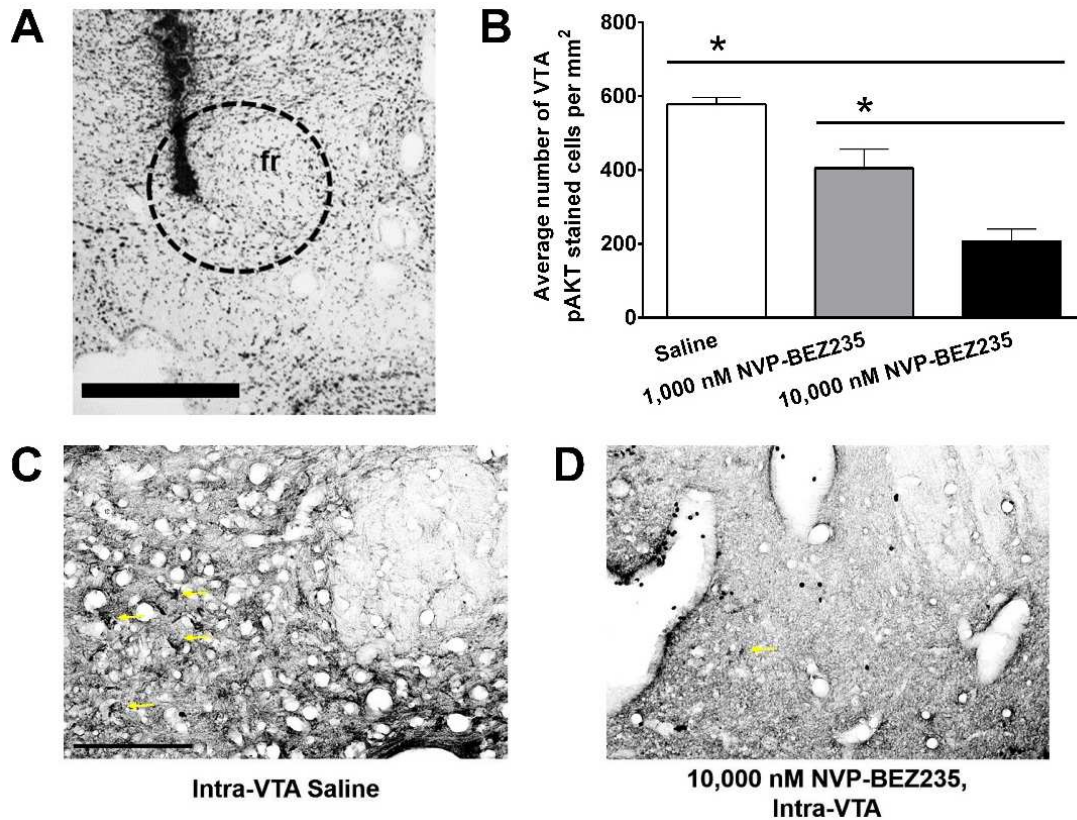 A
fr
B
Average number of VTA
pAKT stained cells per mm²
800
600
400
200
0
*
*
Saline
1,000 nM NVP-BEZ235
10,000 nM NVP-BEZ235
C
Intra-VTA Saline
D
10,000 nM NVP-BEZ235,
Intra-VTA